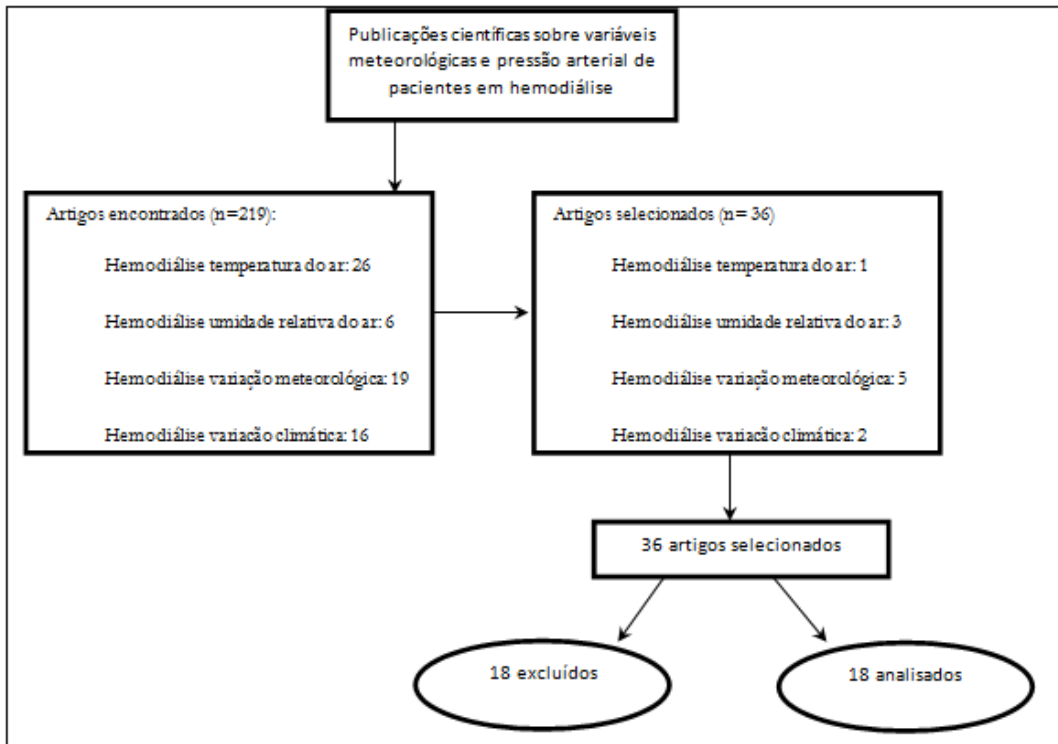 Publicações científicas sobre variáveis
meteorológicas e pressão arterial de
pacientes em hemodiálise
Artigos encontrados (n=219):
Hemodiálise temperatura do ar: 26
Hemodiálise umidade relativa do ar: 6
Hemodiálise variação meteorológica: 19
Hemodiálise variação climática: 16
Artigos selecionados (n= 36)
Hemodiálise temperatura do ar: 1
Hemodiálise umidade relativa do ar: 3
Hemodiálise variação meteorológica: 5
Hemodiálise variação climática: 2
36 artigos selecionados
18 excluídos
18 analisados